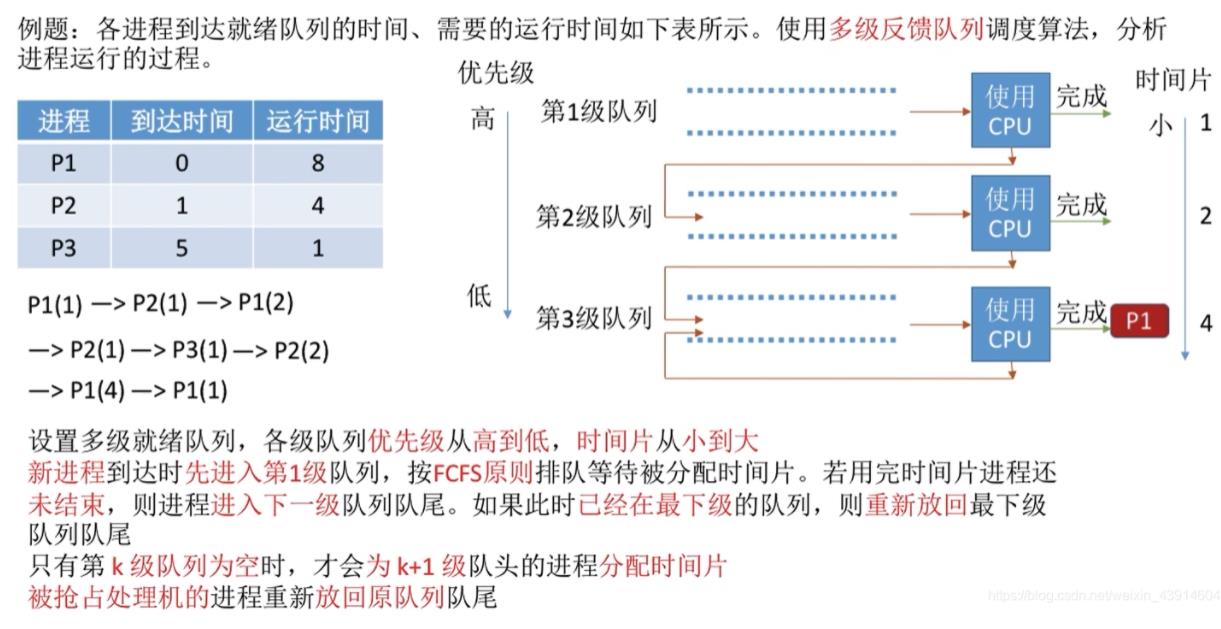 例题：各进程到达就绪队列的时间、需要的运行时间如下表所示。使用多级反馈队列调度算法，分析
进程运行的过程。
进程 到达时间 运行时间
P1 0 8
P2 1 4
P3 5 1
P1(1) —> P2(1) —> P1(2)
—> P2(1) —> P3(1) —> P2(2)
—> P1(4) —> P1(1)
优先级
高
低
时间片
小
第1级队列
使用
CPU
完成
1
第2级队列
使用
CPU
完成
2
第3级队列
使用
CPU
完成
P1
4
设置多级就绪队列，各级队列优先级从高到低，时间片从小到大
新进程到达时先进入第1级队列，按FCFS原则排队等待被分配时间片。若用完时间片进程还
未结束，则进程进入下一级队列队尾。如果此时已经在最下级的队列，则重新放回最下级
队列队尾
只有第 k 级队列为空时，才会为 k+1 级队头的进程分配时间片
被抢占处理机的进程重新放回原队列队尾
https://blog.csdn.net/weixin_43914604